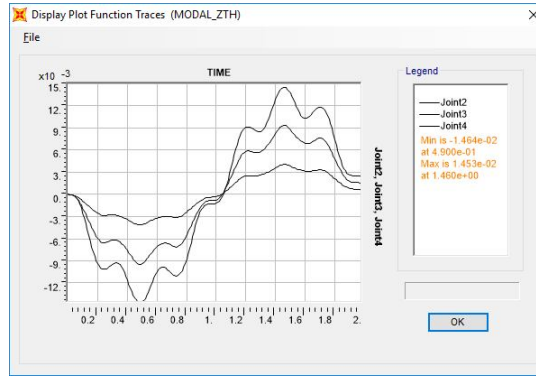 Display Plot Function Traces (MODAL_ZTH)
File
x10 -3
TIME
15.
12.
9.
6.
3.
0.
-3.
-6.
-9.
-12.
0.2 0.4 0.6 0.8 1. 1.2 1.4 1.6 1.8 2.
Joint2, Joint3, Joint4
Legend
Joint2
Joint3
Joint4
Min is -1.464e-02
at 4.900e-01
Max is 1.453e-02
at 1.460e+00
OK